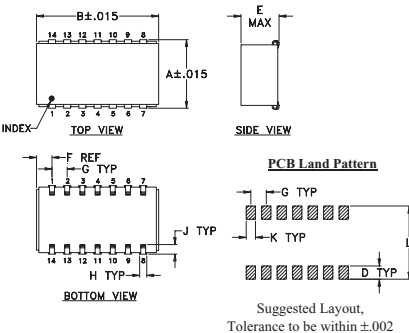 B±.015
14 13 12 11 10 9 8
A±.015
INDEX
1 2 3 4 5 6 7
TOP VIEW
E
MAX
SIDE VIEW
F REF
G TYP
1 2 3 4 5 6 7
J TYP
14 13 12 11 10 9 8
H TYP
BOTTOM VIEW
PCB Land Pattern
G TYP
K TYP
L
D TYP
Suggested Layout,
Tolerance to be within ±.002